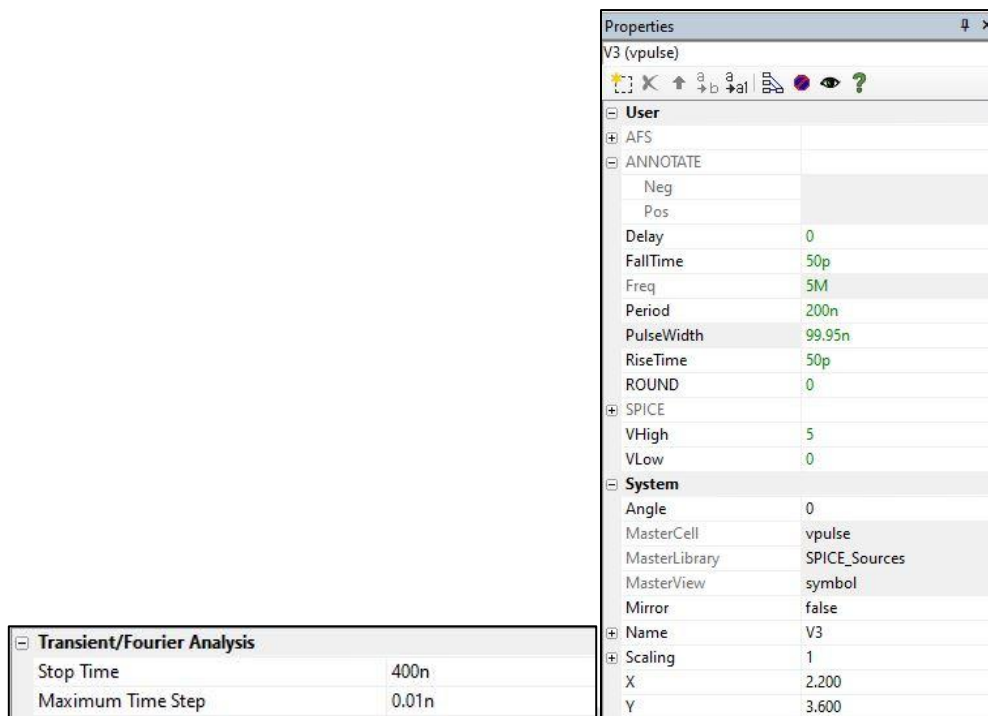 Properties
V3 (vpulse)
User
AFS
ANNOTATE
Neg
Pos
Delay 0
FallTime 50p
Freq 5M
Period 200n
PulseWidth 99.95n
RiseTime 50p
ROUND 0
SPICE
VHigh 5
VLow 0
System
Angle 0
MasterCell vpulse
MasterLibrary SPICE_Sources
MasterView symbol
Mirror false
Name V3
Scaling 1
X 2.200
Y 3.600
Transient/Fourier Analysis
Stop Time 400n
Maximum Time Step 0.01n